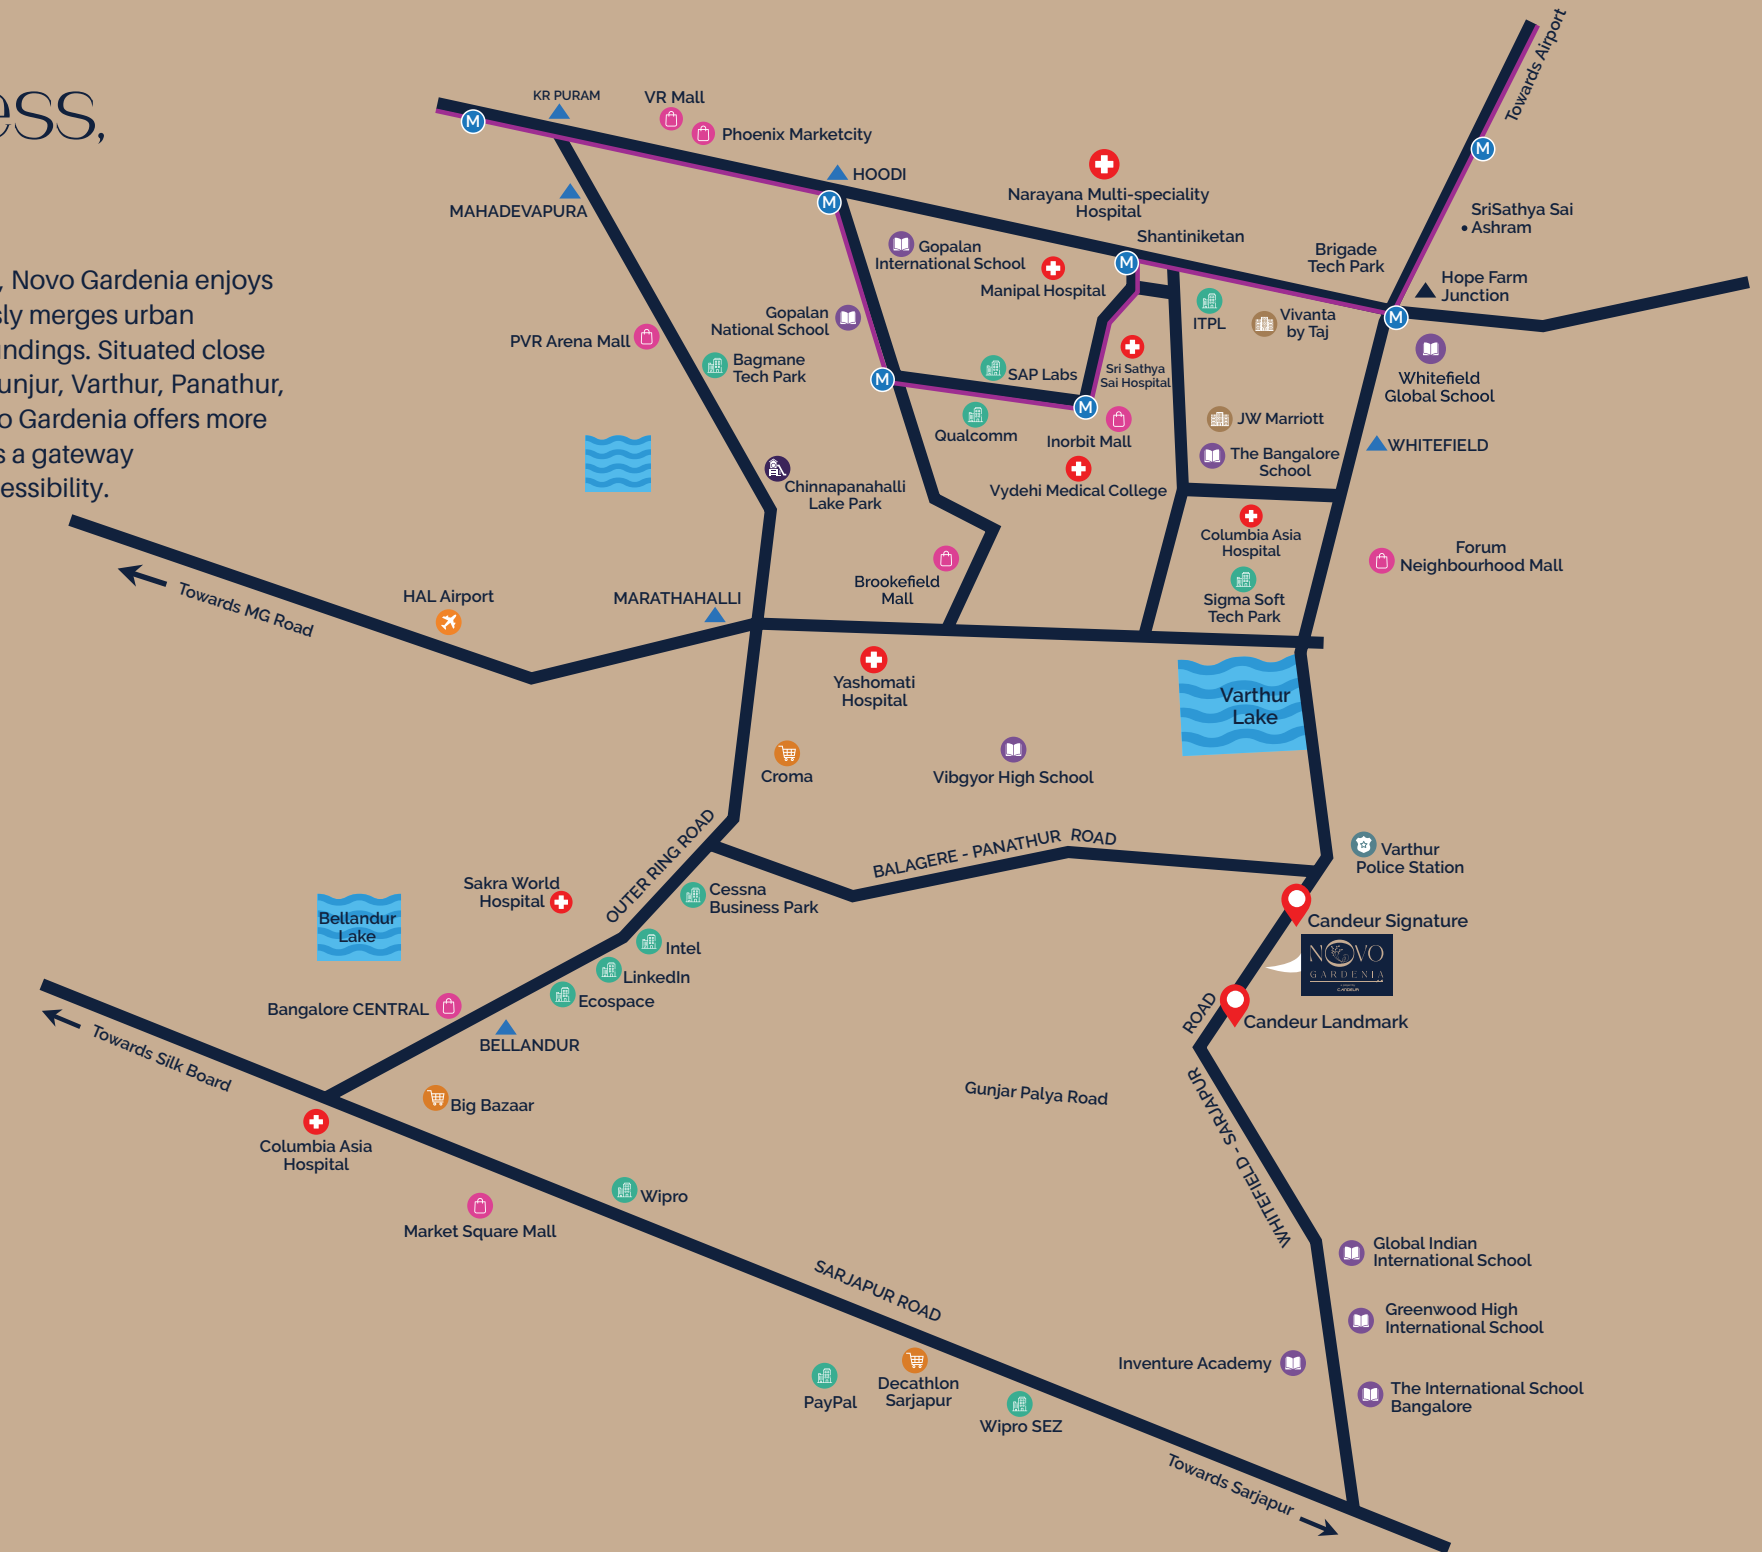 ess,
, Novo Gardenia enjoys
sly merges urban
undings. Situated close
unjur, Varthur, Panathur,
o Gardenia offers more
s a gateway
essibility.
Towards Airport
KR PURAM
VR Mall
M
Phoenix Marketcity
M
HOODI
MAHADEVAPURA
M
Narayana Multi-speciality
Hospital
SriSathya Sai
Ashram
Shantiniketan
Gopalan
International School
M
Brigade
Tech Park
Manipal Hospital
Hope Farm
Junction
Gopalan
National School
ITPL
Vivanta
by Taj
M
PVR Arena Mall
Bagmane
Tech Park
M
SAP Labs
Sri Sathya
Sai Hospital
Whitefield
Global School
M
Qualcomm
Inorbit Mall
JW Marriott
WHITEFIELD
The Bangalore
School
Chinnapanahalli
Lake Park
Vydehi Medical College
Columbia Asia
Hospital
Forum
Neighbourhood Mall
Brookefield
Mall
Sigma Soft
Tech Park
Towards MG Road
HAL Airport
MARATHAHALLI
Yashomati
Hospital
Varthur
Lake
Croma
Vibgyor High School
OUTER RING ROAD
BALAGERE - PANATHUR ROAD
Varthur
Police Station
Sakra World
Hospital
Cessna
Business Park
Bellandur
Lake
Candeur Signature
Intel
NOVO
GARDENIA
CANDEUR
LinkedIn
Ecospace
Bangalore CENTRAL
Candeur Landmark
BELLANDUR
Towards Silk Board
WHITEFIELD - SARJAPUR ROAD
Gunjar Palya Road
Big Bazaar
Columbia Asia
Hospital
Wipro
Market Square Mall
Global Indian
International School
SARJAPUR ROAD
Greenwood High
International School
Inventure Academy
PayPal
Decathlon
Sarjapur
The International School
Bangalore
Wipro SEZ
Towards Sarjapur